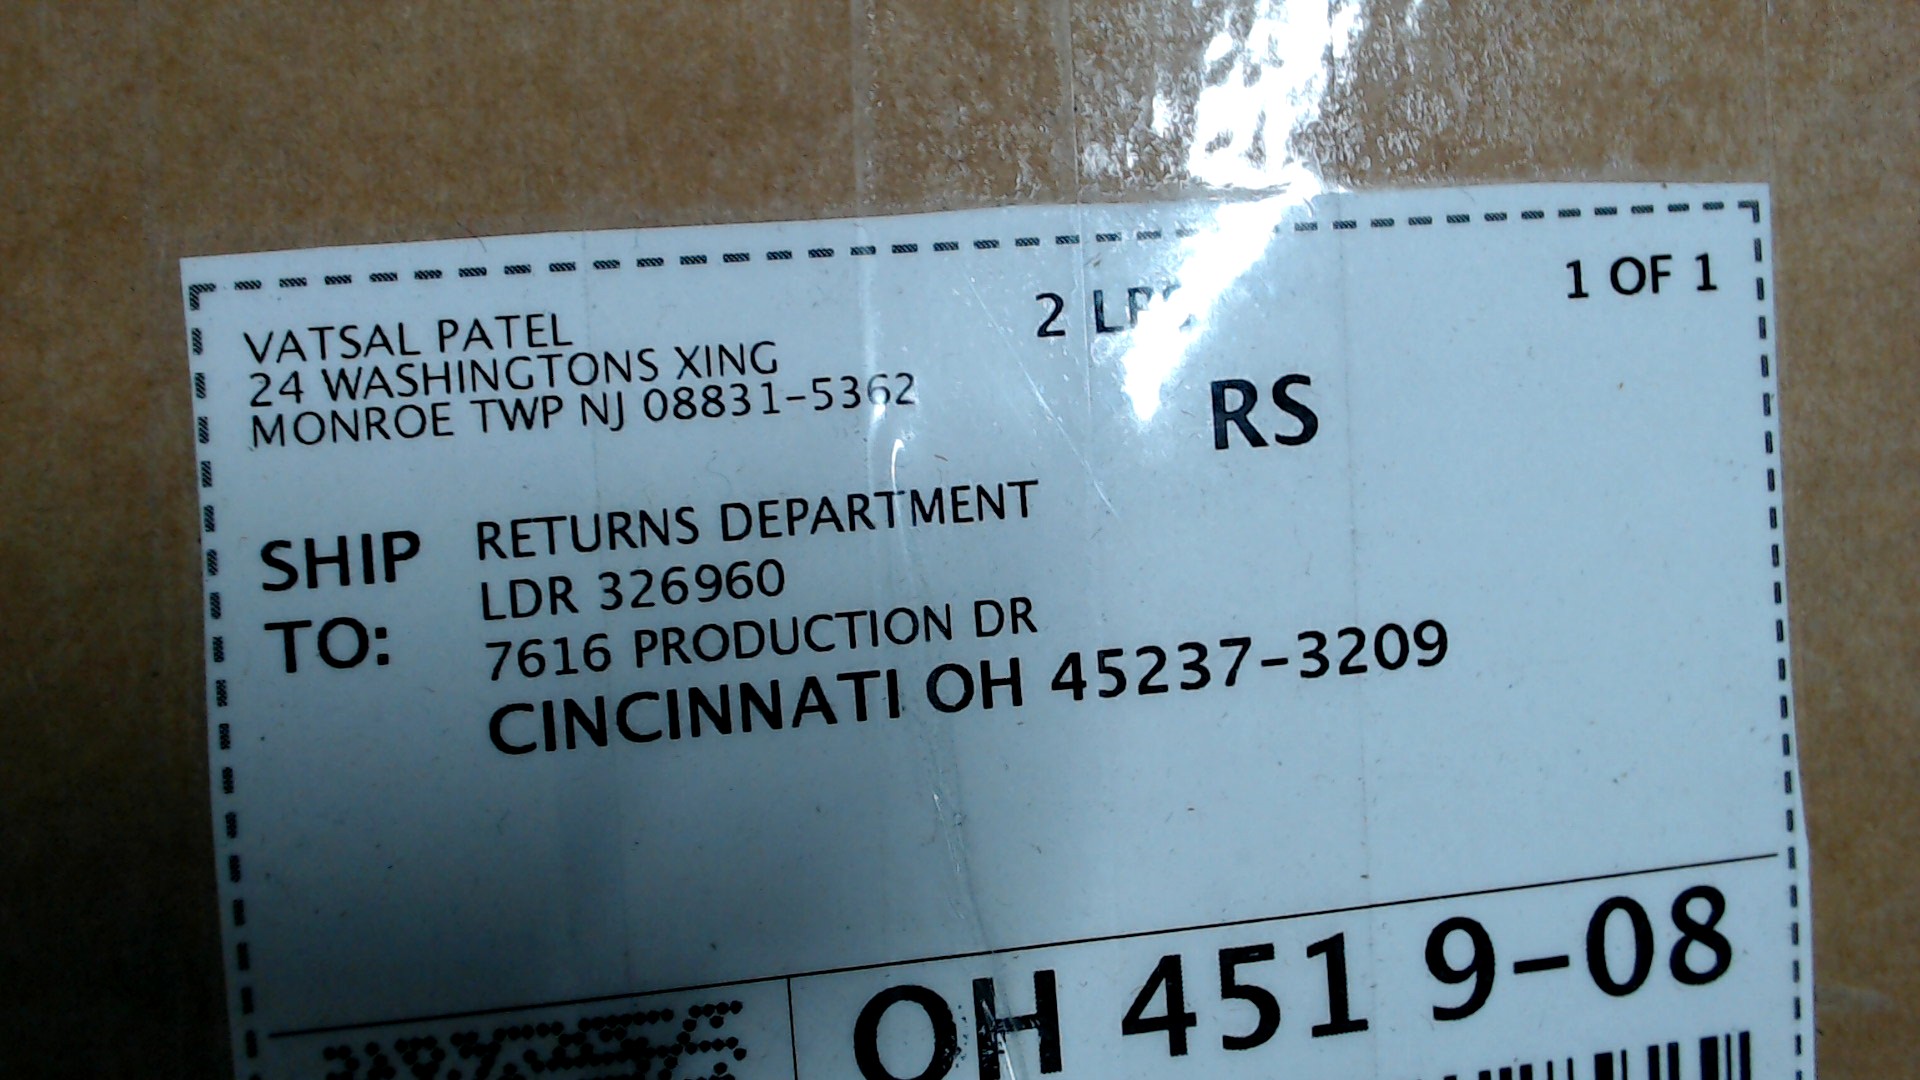 VATSAL PATEL
24 WASHINGTONS XING
MONROE TWP NJ 08831-5362
2 LBS
1 OF 1
RS
SHIP TO:
RETURNS DEPARTMENT
LDR 326960
7616 PRODUCTION DR
CINCINNATI OH 45237-3209
OH 451 9-08